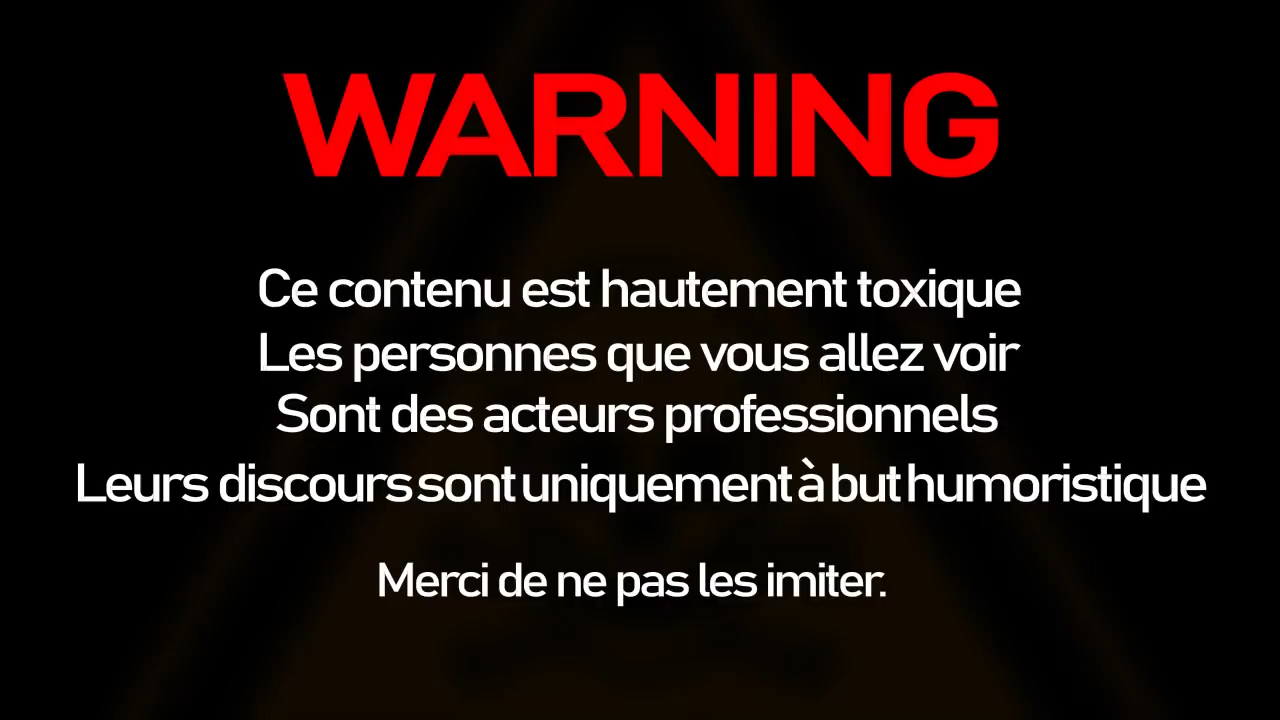 WARNING
Ce contenu est hautement toxique
Les personnes que vous allez voir
Sont des acteurs professionnels
Leurs discours sont uniquement à but humoristique
Merci de ne pas les imiter.